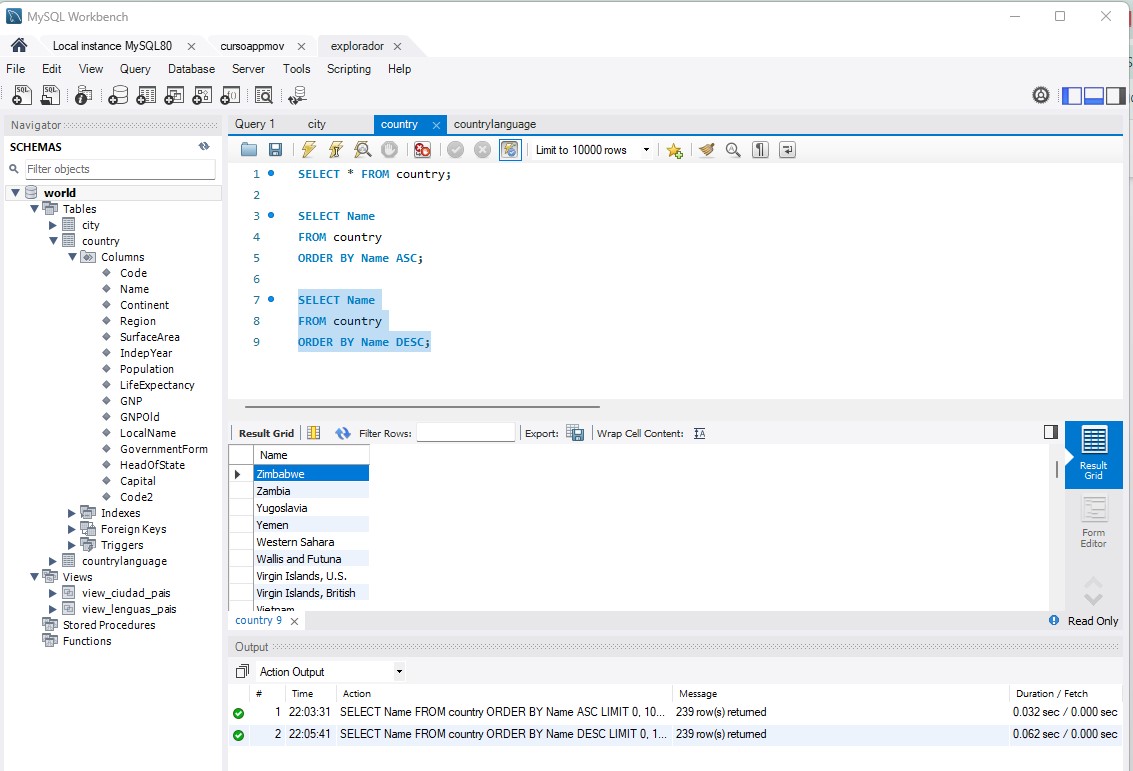 MySQL Workbench
Local instance MySQL80 cursoappmov explorador
File Edit View Query Database Server Tools Scripting Help
Navigator
SCHEMAS
Filter objects
world
Tables
city
country
Columns
Code
Name
Continent
Region
SurfaceArea
IndepYear
Population
LifeExpectancy
GNP
GNPOld
LocalName
GovernmentForm
HeadOfState
Capital
Code2
Indexes
Foreign Keys
Triggers
countrylanguage
Views
view_ciudad_pais
view_lenguas_pais
Stored Procedures
Functions
Query 1 city country countrylanguage
Limit to 10000 rows
1 SELECT * FROM country;
2
3 SELECT Name
4 FROM country
5 ORDER BY Name ASC;
6
7 SELECT Name
8 FROM country
9 ORDER BY Name DESC;
Result Grid Filter Rows: Export: Wrap Cell Content:
Name
Zimbabwe
Zambia
Yugoslavia
Yemen
Western Sahara
Wallis and Futuna
Virgin Islands, U.S.
Virgin Islands, British
Vietnam
Result
Grid
Form
Editor
country 9
Read Only
Output
Action Output
# Time Action Message Duration / Fetch
1 22:03:31 SELECT Name FROM country ORDER BY Name ASC LIMIT 0, 10... 239 row(s) returned 0.032 sec / 0.000 sec
2 22:05:41 SELECT Name FROM country ORDER BY Name DESC LIMIT 0, 1... 239 row(s) returned 0.062 sec / 0.000 sec